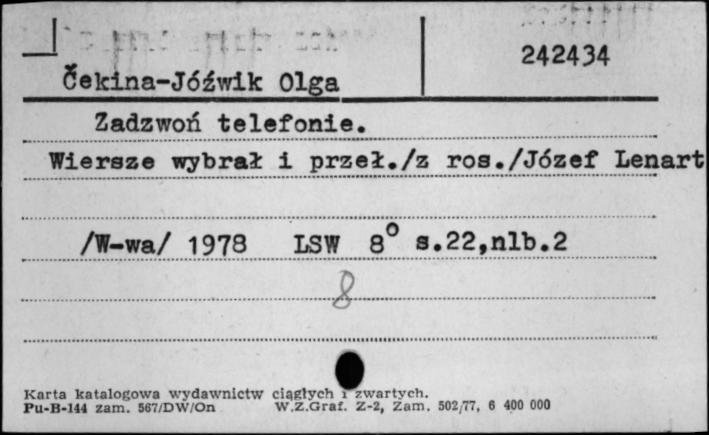 242434
Čekina-Jóźwik Olga
Zadzwoń telefonie.
Wiersze wybrał i przeł./z ros./Józef Lenart
/W-wa/ 1978 LSW 8° s.22,nlb.2
8
Karta katalogowa wydawnictw ciągłych i zwartych.
Pu-B-144 zam. 567/DW/On W.Z.Graf. Z-2, Zam. 502/77, 6 400 000